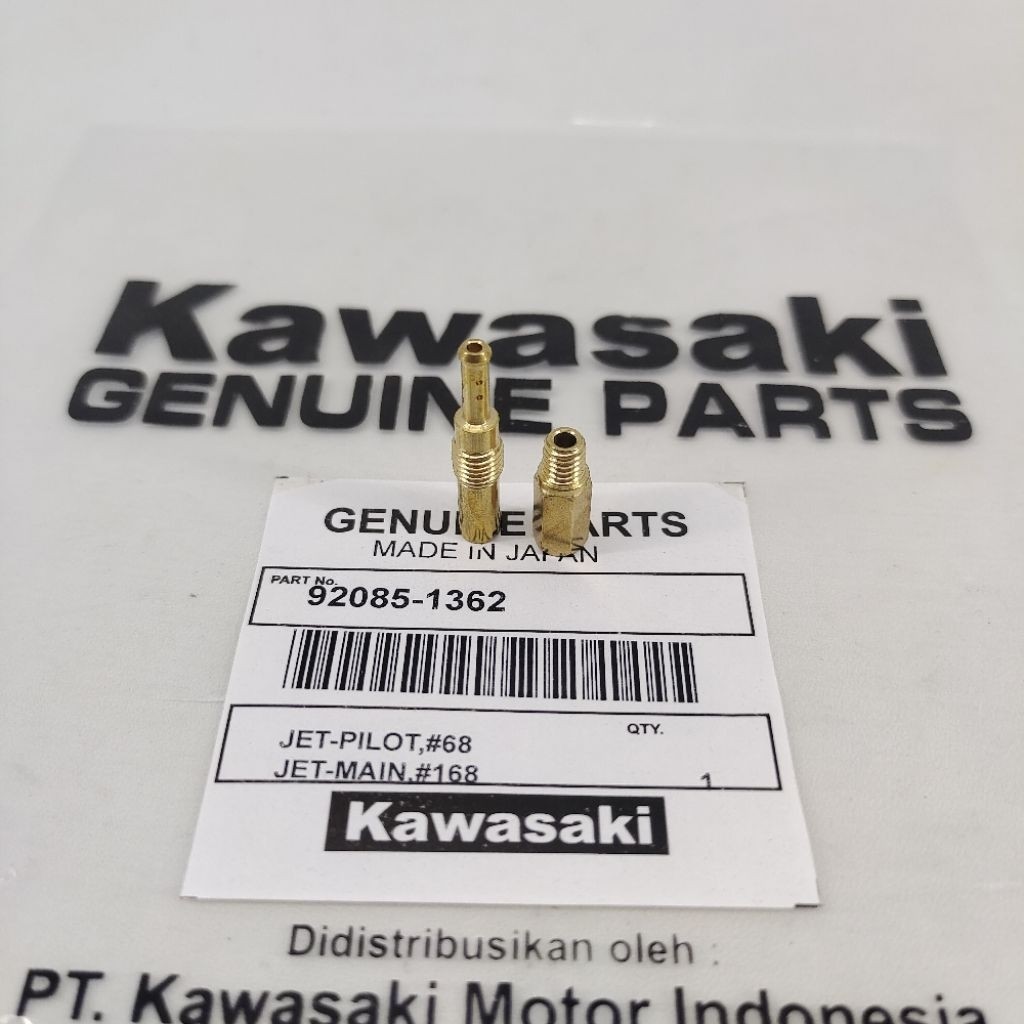 Kawasaki
GENUINE PARTS
GENUINE PARTS
MADE IN JAPAN
PART No.
92085-1362
JET-PILOT,#68
QTY.
JET-MAIN,#168
1
Kawasaki
Didistribusikan oleh :
PT. Kawasaki Motor Indonesia